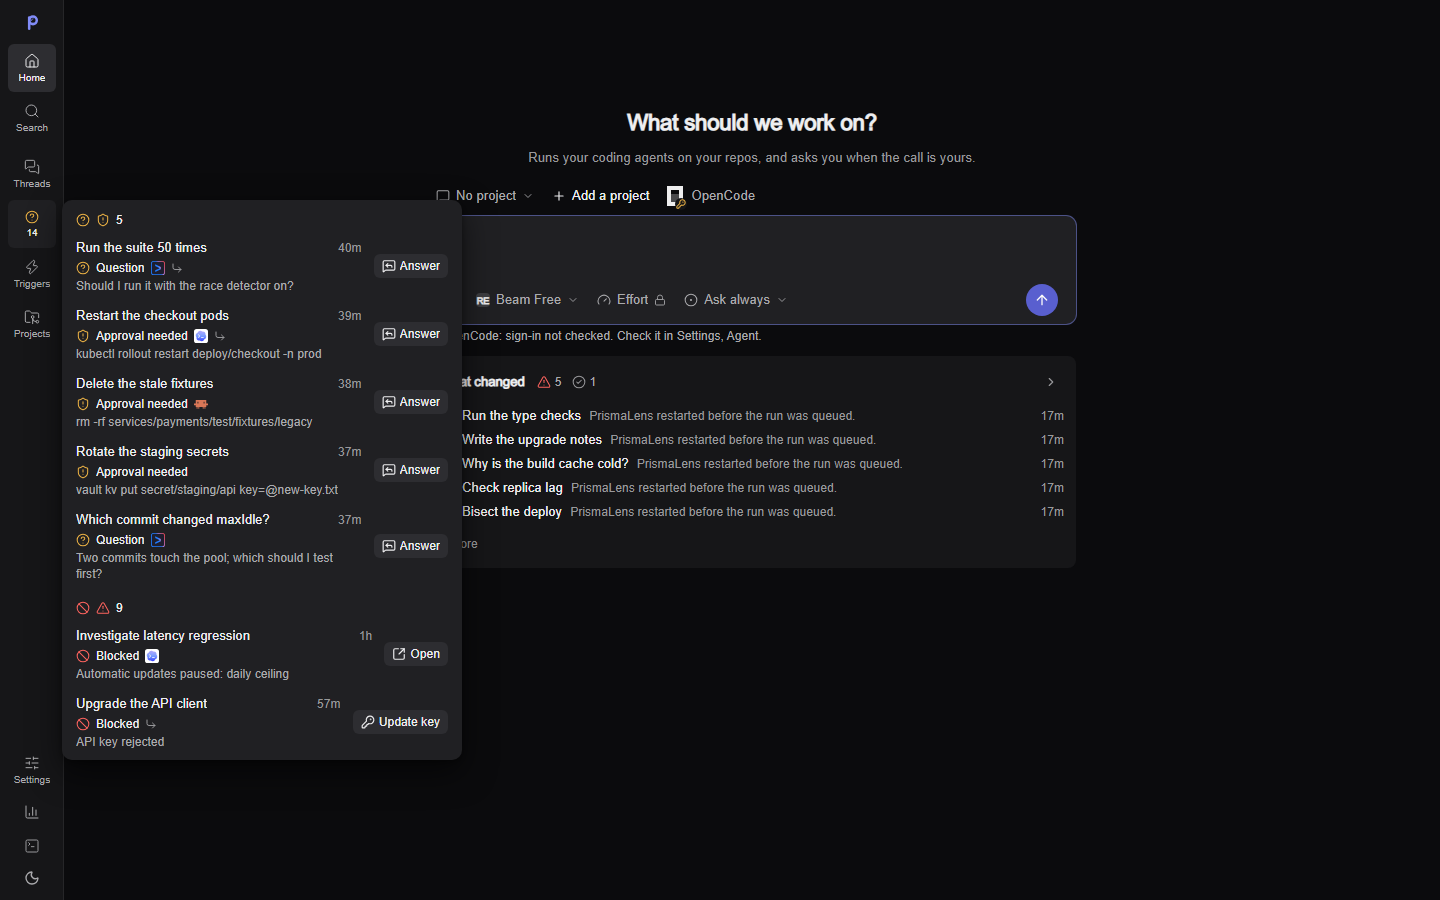 Home
Search
Threads
14
Triggers
Projects
Settings
What should we work on?
Runs your coding agents on your repos, and asks you when the call is yours.
No project
Add a project
OpenCode
RE Beam Free
Effort
Ask always
nCode: sign-in not checked. Check it in Settings, Agent.
at changed 5 1
Run the type checks PrismaLens restarted before the run was queued. 17m
Write the upgrade notes PrismaLens restarted before the run was queued. 17m
Why is the build cache cold? PrismaLens restarted before the run was queued. 17m
Check replica lag PrismaLens restarted before the run was queued. 17m
Bisect the deploy PrismaLens restarted before the run was queued. 17m
ore
5
Run the suite 50 times 40m
Question
Should I run it with the race detector on?
Answer
Restart the checkout pods 39m
Approval needed
kubectl rollout restart deploy/checkout -n prod
Answer
Delete the stale fixtures 38m
Approval needed
rm -rf services/payments/test/fixtures/legacy
Answer
Rotate the staging secrets 37m
Approval needed
vault kv put secret/staging/api key=@new-key.txt
Answer
Which commit changed maxIdle? 37m
Question
Two commits touch the pool; which should I test
first?
Answer
9
Investigate latency regression 1h
Blocked
Automatic updates paused: daily ceiling
Open
Upgrade the API client 57m
Blocked
API key rejected
Update key